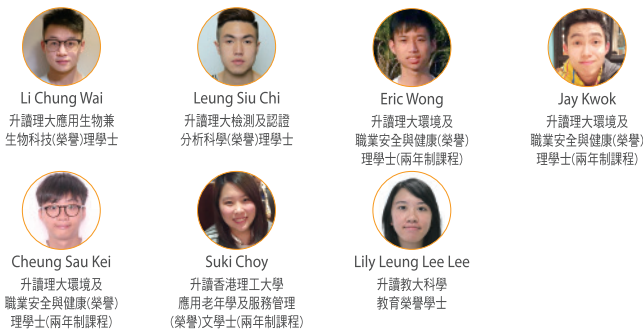 Li Chung Wai
升讀理大應用生物兼
生物科技(榮譽)理學士
Leung Siu Chi
升讀理大檢測及認證
分析科學(榮譽)理學士
Eric Wong
升讀理大環境及
職業安全與健康(榮譽)
理學士(兩年制課程)
Jay Kwok
升讀理大環境及
職業安全與健康(榮譽)
理學士(兩年制課程)
Cheung Sau Kei
升讀理大環境及
職業安全與健康(榮譽)
理學士(兩年制課程)
Suki Choy
升讀香港理工大學
應用老年學及服務管理
(榮譽)文學士(兩年制課程)
Lily Leung Lee Lee
升讀教大科學
教育榮譽學士